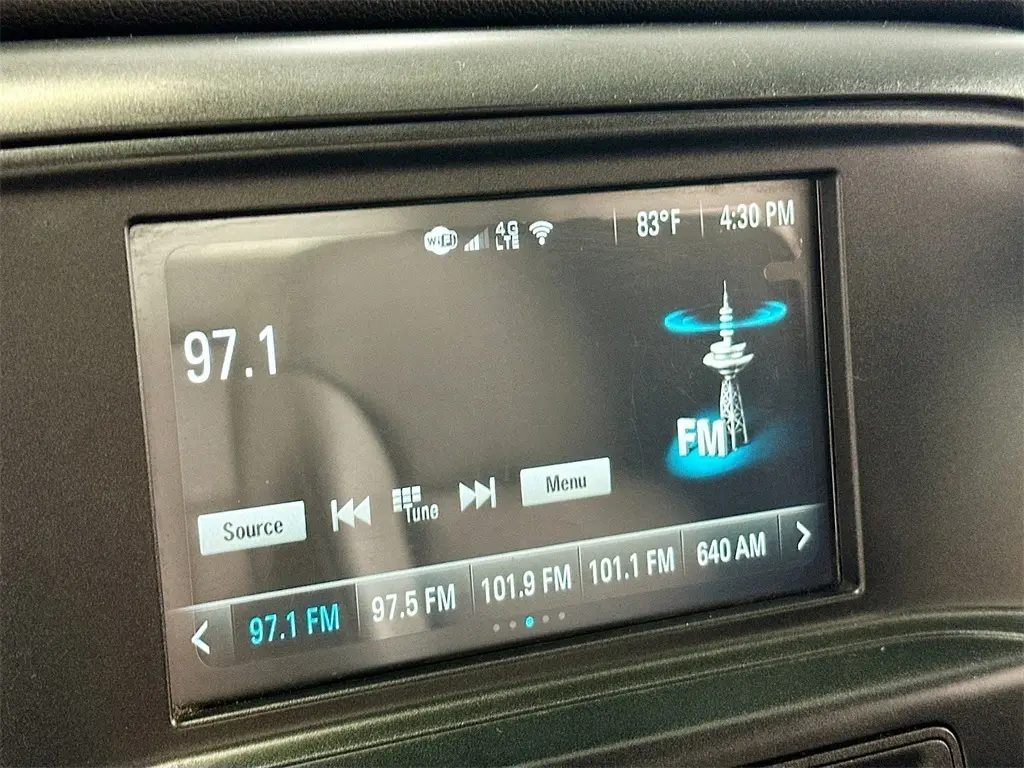 WiFi 4G LTE 83°F 4:30 PM
97.1
FM
Source Tune Menu
97.1 FM 97.5 FM 101.9 FM 101.1 FM 640 AM